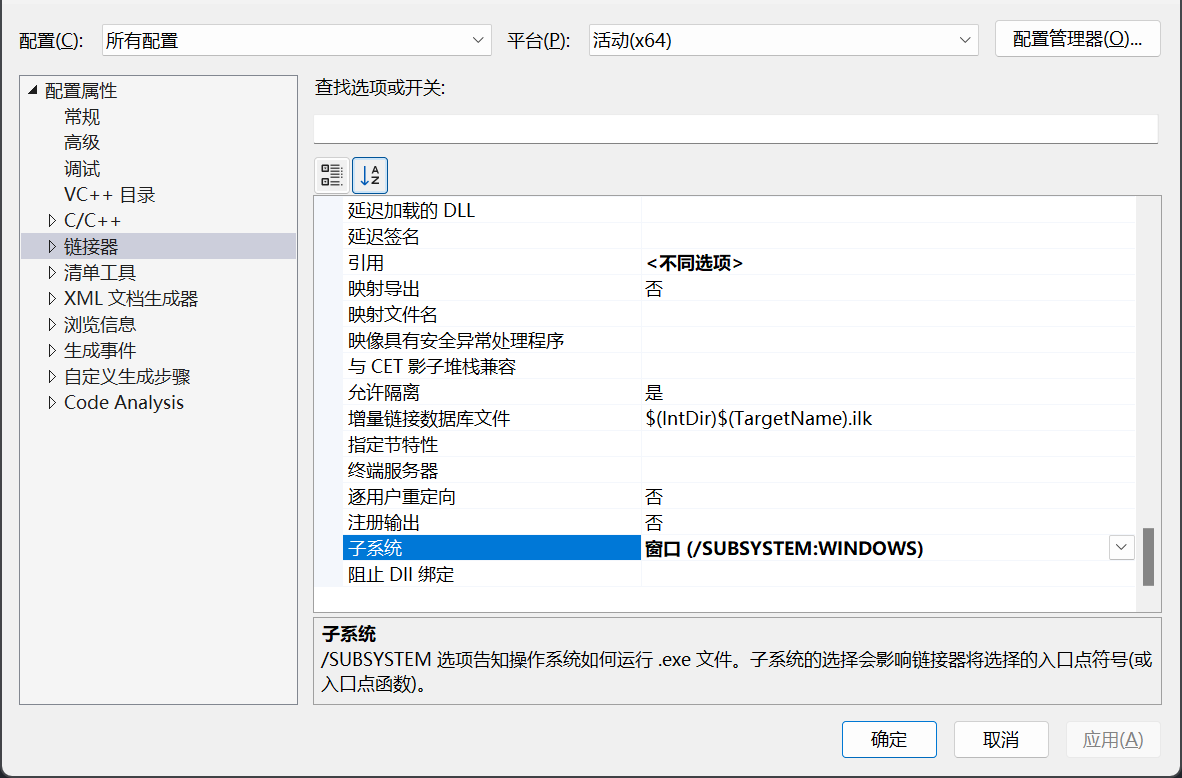 配置(C): 所有配置 平台(P): 活动(x64) 配置管理器(O)...
配置属性
常规
高级
调试
VC++ 目录
C/C++
链接器
清单工具
XML 文档生成器
浏览信息
生成事件
自定义生成步骤
Code Analysis
查找选项或开关:
延迟加载的 DLL
延迟签名
引用 <不同选项>
映射导出 否
映射文件名
映像具有安全异常处理程序
与 CET 影子堆栈兼容
允许隔离 是
增量链接数据库文件 $(IntDir)$(TargetName).ilk
指定节特性
终端服务器
逐用户重定向 否
注册输出 否
子系统 窗口 (/SUBSYSTEM:WINDOWS)
阻止 Dll 绑定
子系统
/SUBSYSTEM 选项告知操作系统如何运行 .exe 文件。子系统的选择会影响链接器将选择的入口点符号(或
入口点函数)。
确定 取消 应用(A)